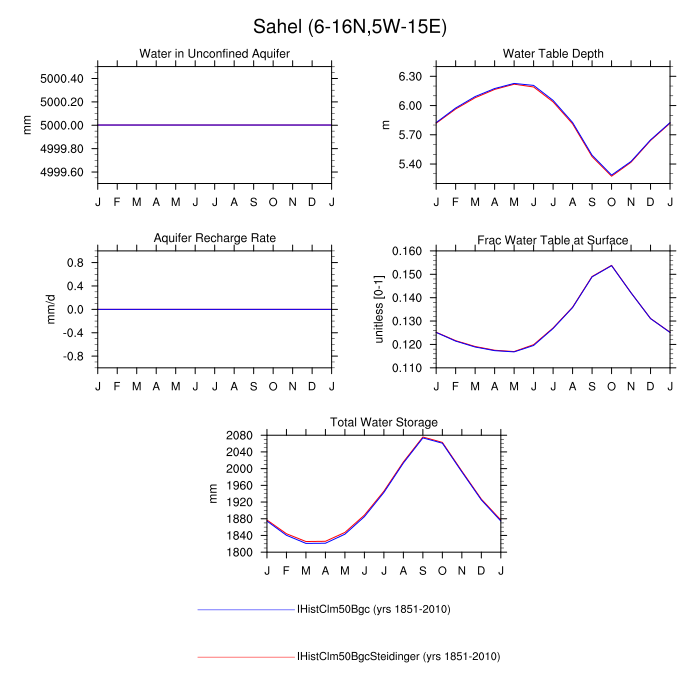 Sahel (6-16N,5W-15E)
Water in Unconfined Aquifer
mm
5000.40
5000.20
5000.00
4999.80
4999.60
J F M A M J J A S O N D J
Water Table Depth
m
6.30
6.00
5.70
5.40
J F M A M J J A S O N D J
Aquifer Recharge Rate
mm/d
0.8
0.4
0.0
-0.4
-0.8
J F M A M J J A S O N D J
Frac Water Table at Surface
unitless [0-1]
0.160
0.150
0.140
0.130
0.120
0.110
J F M A M J J A S O N D J
Total Water Storage
mm
2080
2040
2000
1960
1920
1880
1840
1800
J F M A M J J A S O N D J
IHistClm50Bgc (yrs 1851-2010)
IHistClm50BgcSteidinger (yrs 1851-2010)